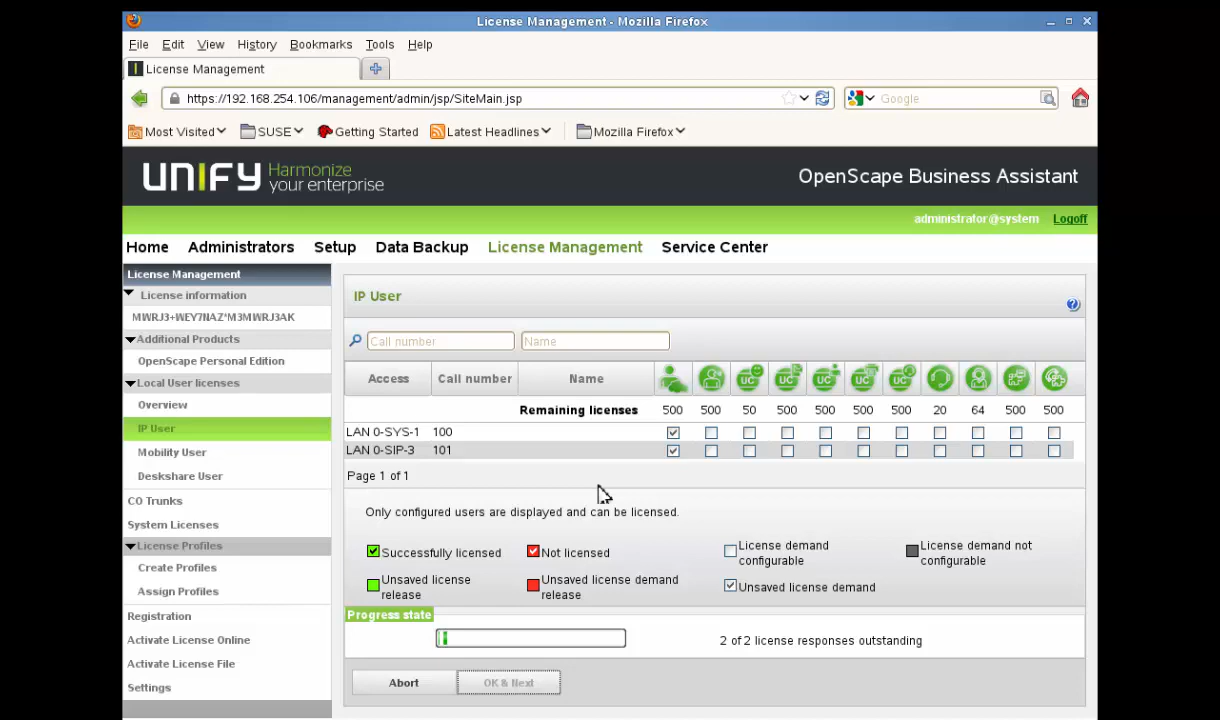 License Management - Mozilla Firefox
File Edit View History Bookmarks Tools Help
License Management
https://192.168.254.106/management/admin/jsp/SiteMain.jsp
Google
Most Visited SUSE Getting Started Latest Headlines Mozilla Firefox
UNIFY Harmonize your enterprise
OpenScape Business Assistant
administrator@system Logoff
Home Administrators Setup Data Backup License Management Service Center
License Management
License information
MWRJ3+WEY7NAZ*M3MWRJ3AK
Additional Products
OpenScape Personal Edition
Local User licenses
Overview
IP User
Mobility User
Deskshare User
CO Trunks
System Licenses
License Profiles
Create Profiles
Assign Profiles
Registration
Activate License Online
Activate License File
Settings
IP User
Call number Name
Access Call number Name UC UC UC UC UC
Remaining licenses 500 500 50 500 500 500 500 20 64 500 500
LAN 0-SYS-1 100
LAN 0-SIP-3 101
Page 1 of 1
Only configured users are displayed and can be licensed.
Successfully licensed
Not licensed
License demand configurable
License demand not configurable
Unsaved license release
Unsaved license demand release
Unsaved license demand
Progress state
2 of 2 license responses outstanding
Abort OK & Next